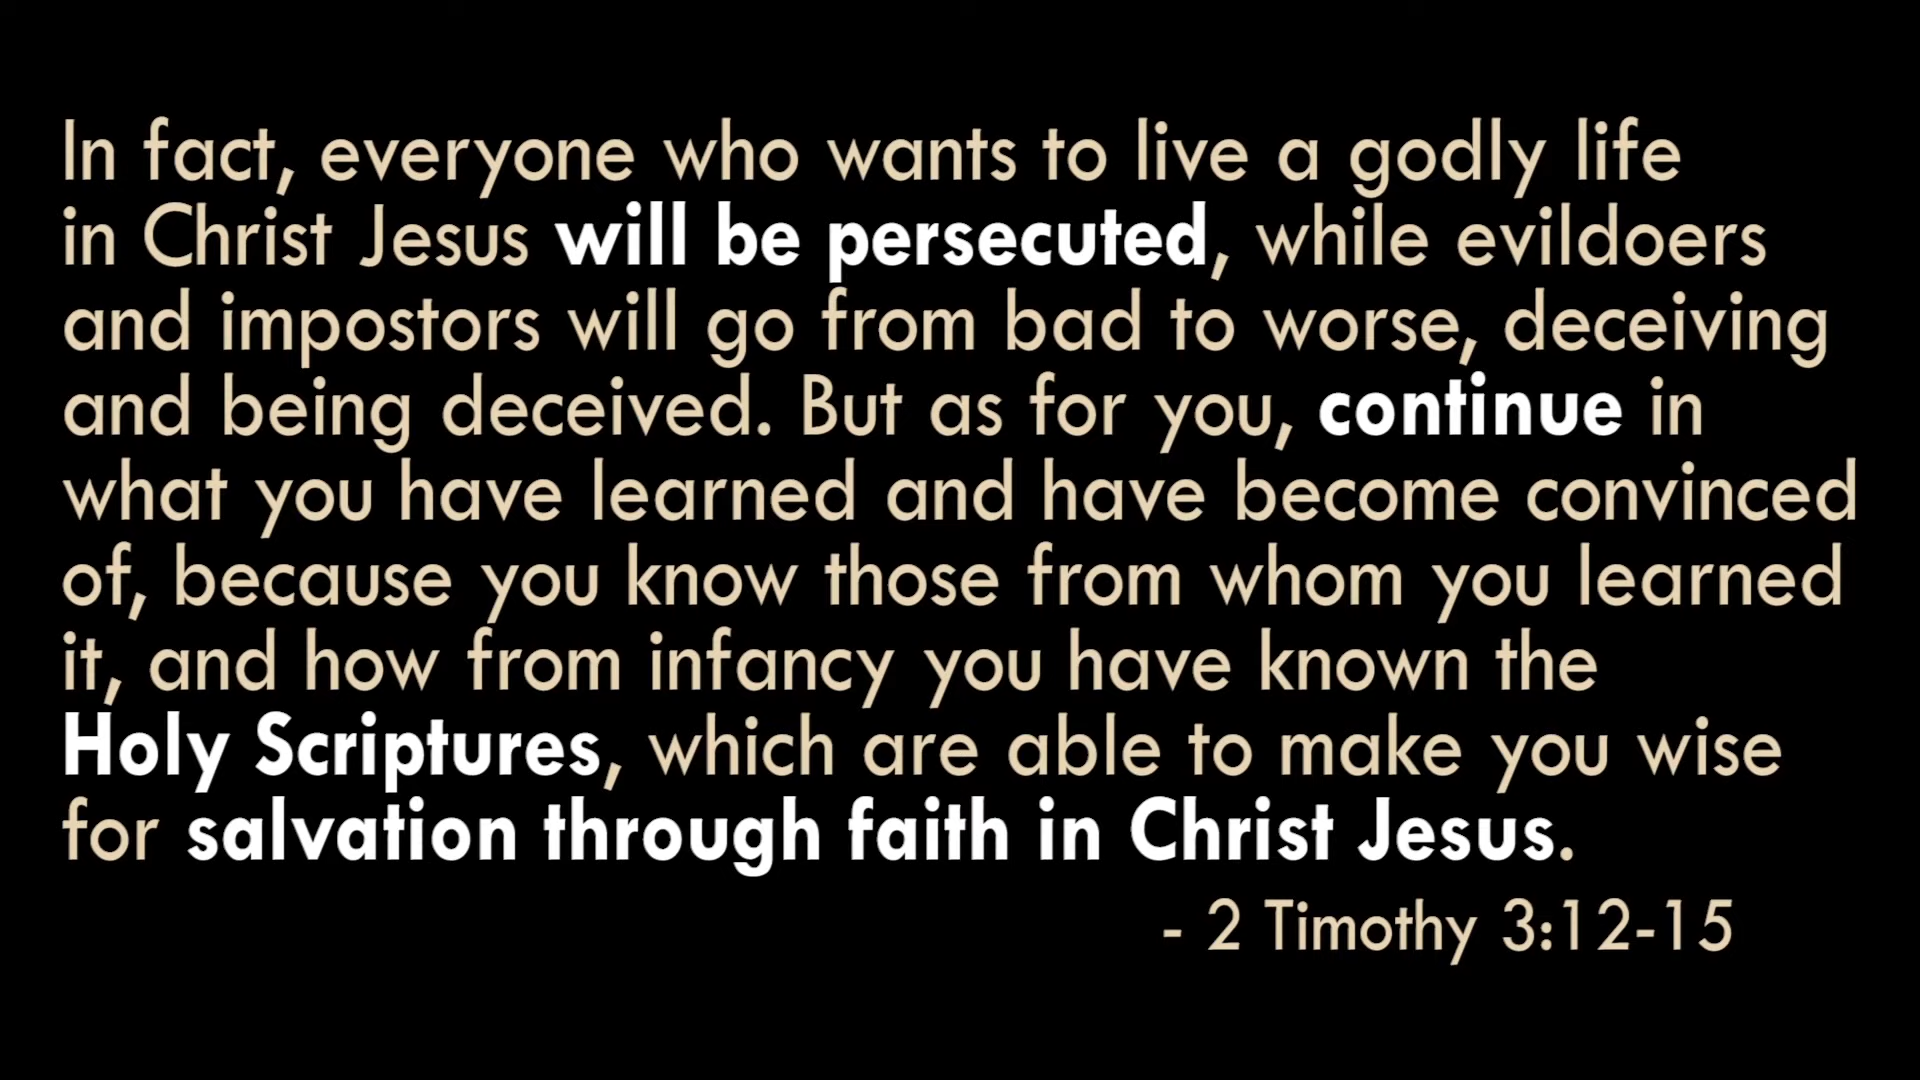 In fact, everyone who wants to live a godly life
in Christ Jesus will be persecuted, while evildoers
and impostors will go from bad to worse, deceiving
and being deceived. But as for you, continue in
what you have learned and have become convinced
of, because you know those from whom you learned
it, and how from infancy you have known the
Holy Scriptures, which are able to make you wise
for salvation through faith in Christ Jesus.
- 2 Timothy 3:12-15